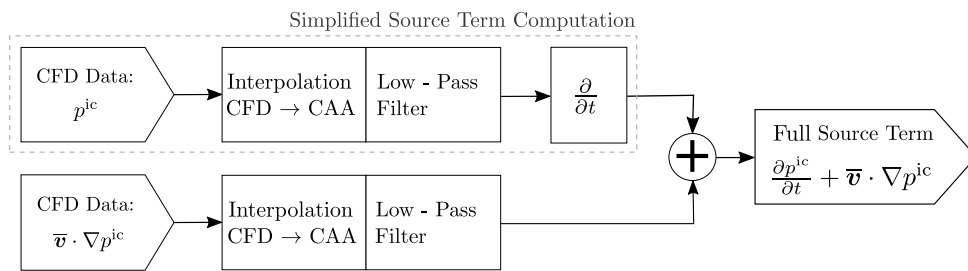 Simplified Source Term Computation
CFD Data:
p^ic
Interpolation
CFD → CAA
Low - Pass
Filter
∂/∂t
+
Full Source Term
∂p^ic/∂t + v̅ · ∇p^ic
CFD Data:
v̅ · ∇p^ic
Interpolation
CFD → CAA
Low - Pass
Filter